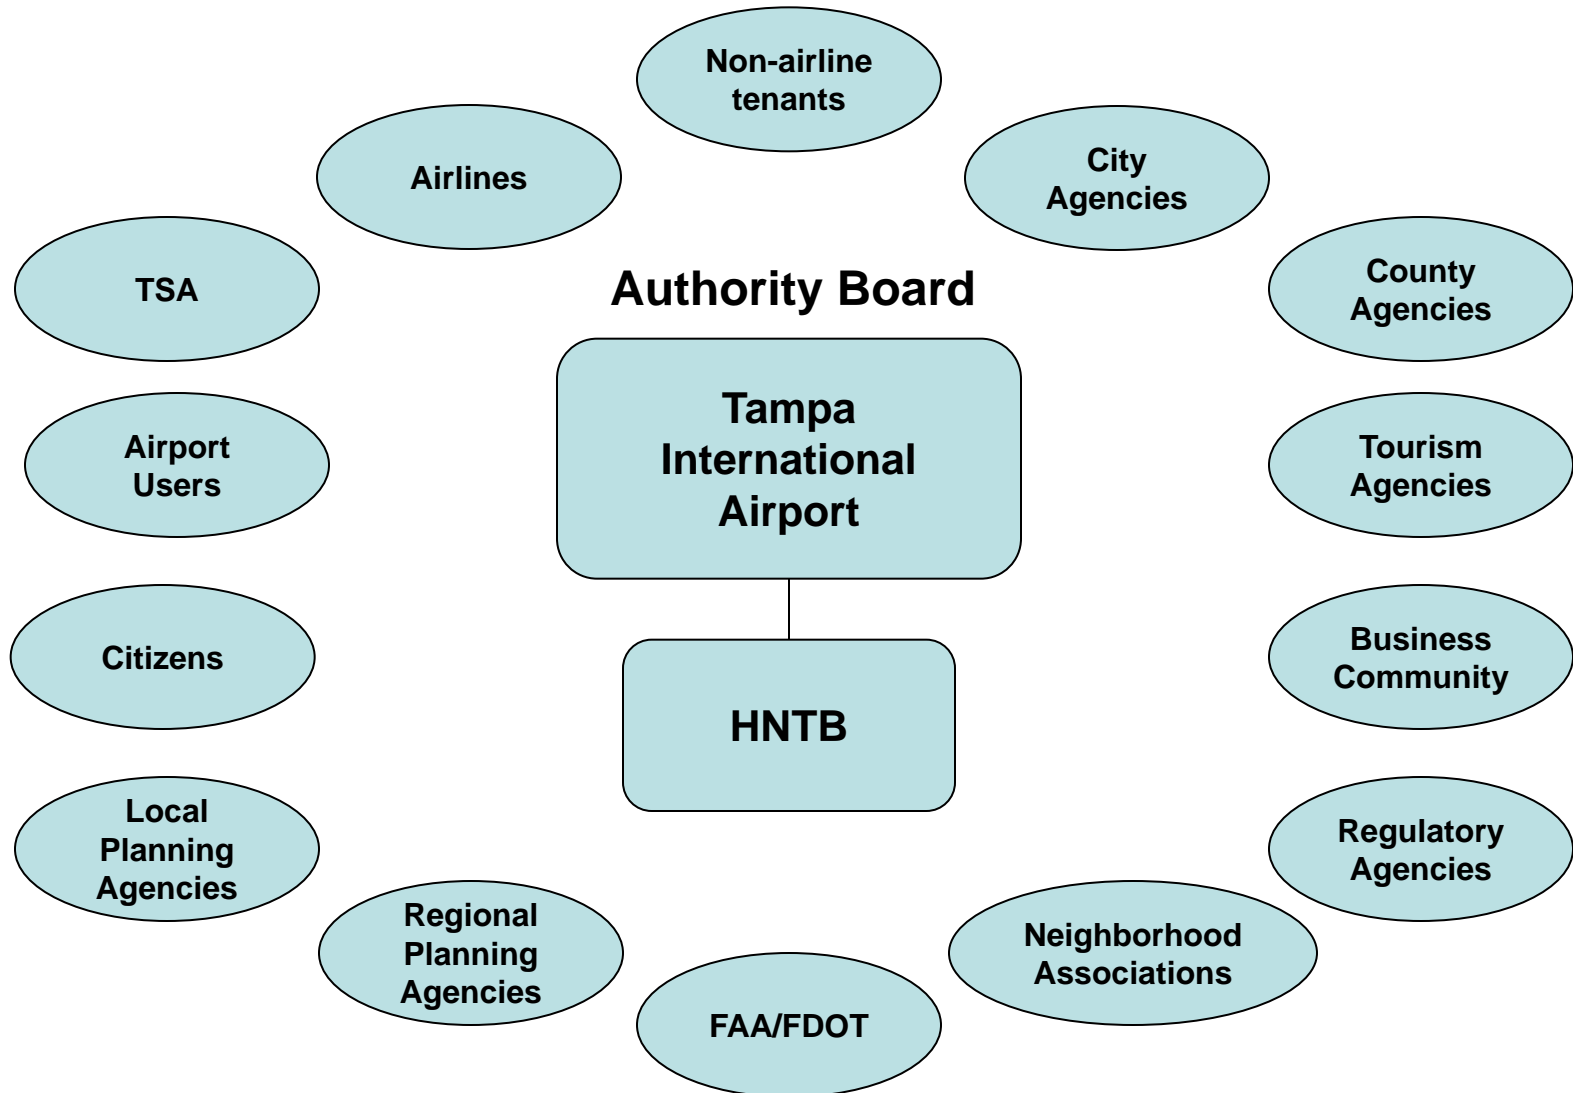 Non-airline
tenants
Airlines
City
Agencies
TSA
Authority Board
County
Agencies
Tampa
International
Airport
Airport
Users
Tourism
Agencies
Citizens
HNTB
Business
Community
Local
Planning
Agencies
Regulatory
Agencies
Regional
Planning
Agencies
FAA/FDOT
Neighborhood
Associations